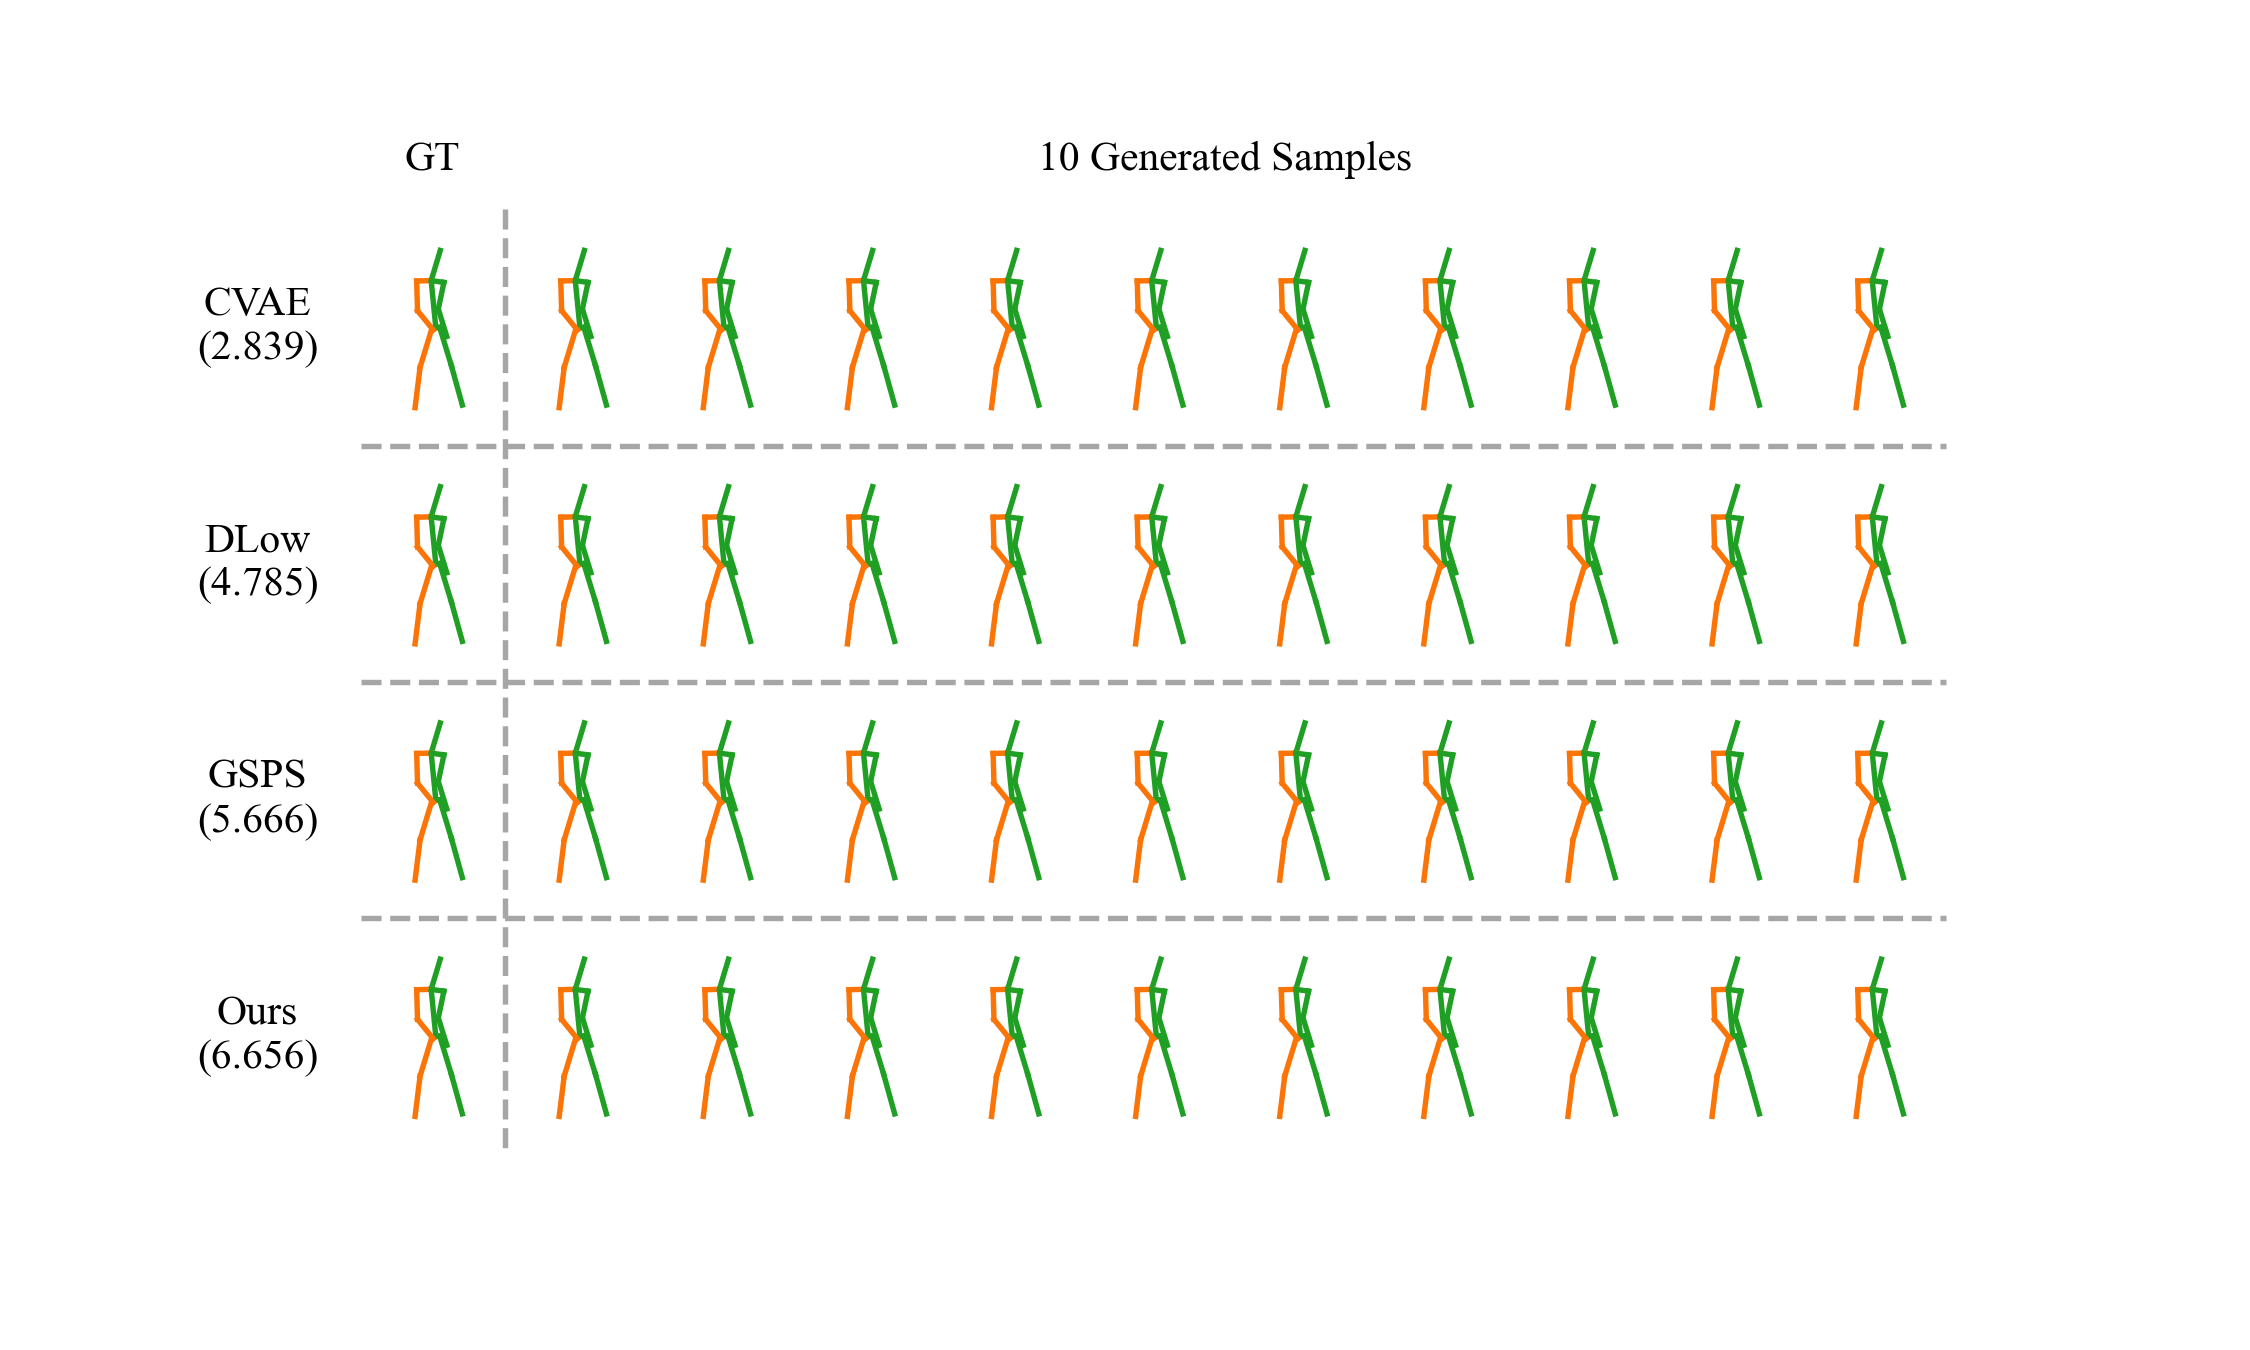 GT
10 Generated Samples
CVAE
(2.839)
DLow
(4.785)
GSPS
(5.666)
Ours
(6.656)